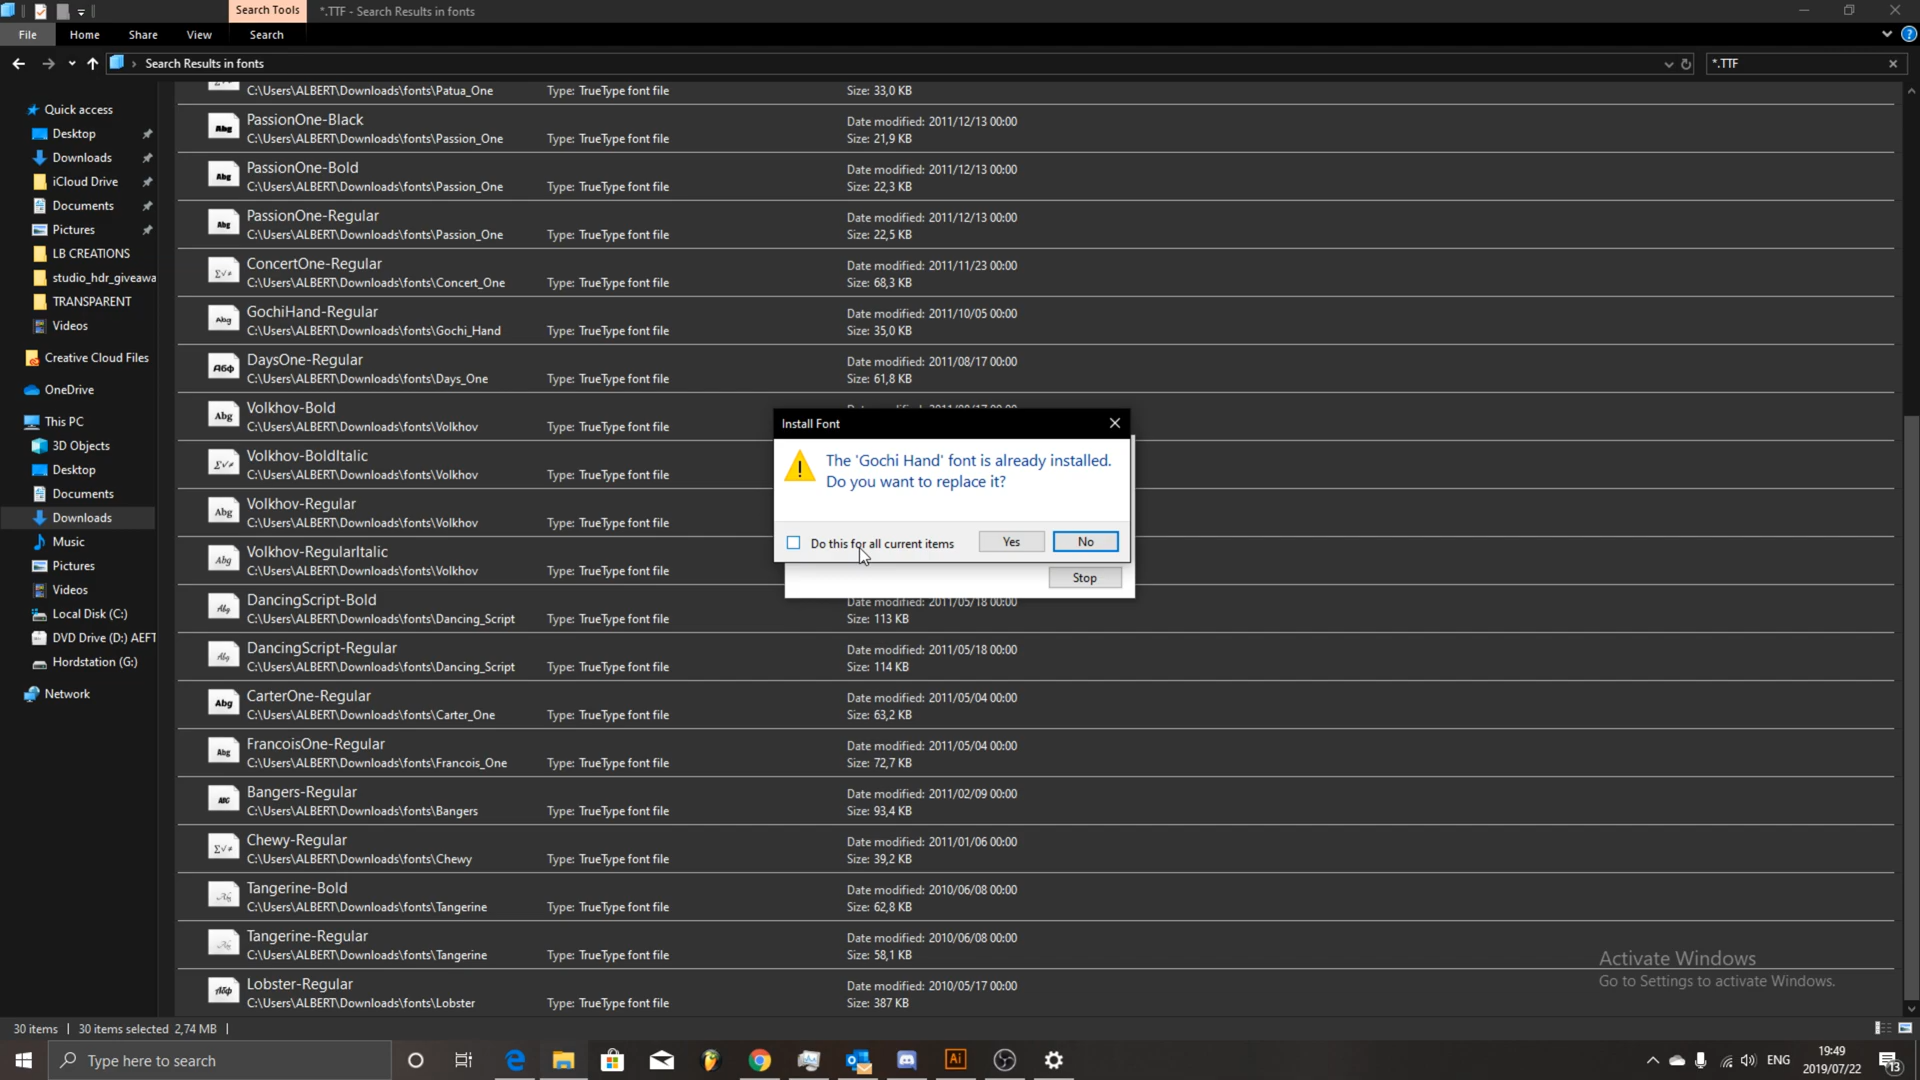 Search Tools
*.TTF - Search Results in fonts
File
Home
Share
View
Search
Search Results in fonts
*.TTF
Quick access
Desktop
Downloads
iCloud Drive
Documents
Pictures
LB CREATIONS
studio_hdr_giveawa
TRANSPARENT
Videos
Creative Cloud Files
OneDrive
This PC
3D Objects
Desktop
Documents
Downloads
Music
Pictures
Videos
Local Disk (C:)
DVD Drive (D:) AEFT
Hordstation (G:)
Network
C:\Users\ALBERT\Downloads\fonts\Patua_One Type: TrueType font file Size: 33,0 KB
PassionOne-Black Date modified: 2011/12/13 00:00
C:\Users\ALBERT\Downloads\fonts\Passion_One Type: TrueType font file Size: 21,9 KB
PassionOne-Bold Date modified: 2011/12/13 00:00
C:\Users\ALBERT\Downloads\fonts\Passion_One Type: TrueType font file Size: 22,3 KB
PassionOne-Regular Date modified: 2011/12/13 00:00
C:\Users\ALBERT\Downloads\fonts\Passion_One Type: TrueType font file Size: 22,5 KB
ConcertOne-Regular Date modified: 2011/11/23 00:00
C:\Users\ALBERT\Downloads\fonts\Concert_One Type: TrueType font file Size: 68,3 KB
GochiHand-Regular Date modified: 2011/10/05 00:00
C:\Users\ALBERT\Downloads\fonts\Gochi_Hand Type: TrueType font file Size: 35,0 KB
DaysOne-Regular Date modified: 2011/08/17 00:00
C:\Users\ALBERT\Downloads\fonts\Days_One Type: TrueType font file Size: 61,8 KB
Volkhov-Bold
C:\Users\ALBERT\Downloads\fonts\Volkhov Type: TrueType font file
Volkhov-BoldItalic
C:\Users\ALBERT\Downloads\fonts\Volkhov Type: TrueType font file
Volkhov-Regular
C:\Users\ALBERT\Downloads\fonts\Volkhov Type: TrueType font file
Volkhov-RegularItalic
C:\Users\ALBERT\Downloads\fonts\Volkhov Type: TrueType font file
DancingScript-Bold Date modified: 2011/05/18 00:00
C:\Users\ALBERT\Downloads\fonts\Dancing_Script Type: TrueType font file Size: 113 KB
DancingScript-Regular Date modified: 2011/05/18 00:00
C:\Users\ALBERT\Downloads\fonts\Dancing_Script Type: TrueType font file Size: 114 KB
CarterOne-Regular Date modified: 2011/05/04 00:00
C:\Users\ALBERT\Downloads\fonts\Carter_One Type: TrueType font file Size: 63,2 KB
FrancoisOne-Regular Date modified: 2011/05/04 00:00
C:\Users\ALBERT\Downloads\fonts\Francois_One Type: TrueType font file Size: 72,7 KB
Bangers-Regular Date modified: 2011/02/09 00:00
C:\Users\ALBERT\Downloads\fonts\Bangers Type: TrueType font file Size: 93,4 KB
Chewy-Regular Date modified: 2011/01/06 00:00
C:\Users\ALBERT\Downloads\fonts\Chewy Type: TrueType font file Size: 39,2 KB
Tangerine-Bold Date modified: 2010/06/08 00:00
C:\Users\ALBERT\Downloads\fonts\Tangerine Type: TrueType font file Size: 62,8 KB
Tangerine-Regular Date modified: 2010/06/08 00:00
C:\Users\ALBERT\Downloads\fonts\Tangerine Type: TrueType font file Size: 58,1 KB
Lobster-Regular Date modified: 2010/05/17 00:00
C:\Users\ALBERT\Downloads\fonts\Lobster Type: TrueType font file Size: 387 KB
Install Font
The 'Gochi Hand' font is already installed.
Do you want to replace it?
Do this for all current items
Yes
No
Stop
Activate Windows
Go to Settings to activate Windows.
30 items
30 items selected 2,74 MB
Type here to search
Ai
ENG
19:49
2019/07/22
13